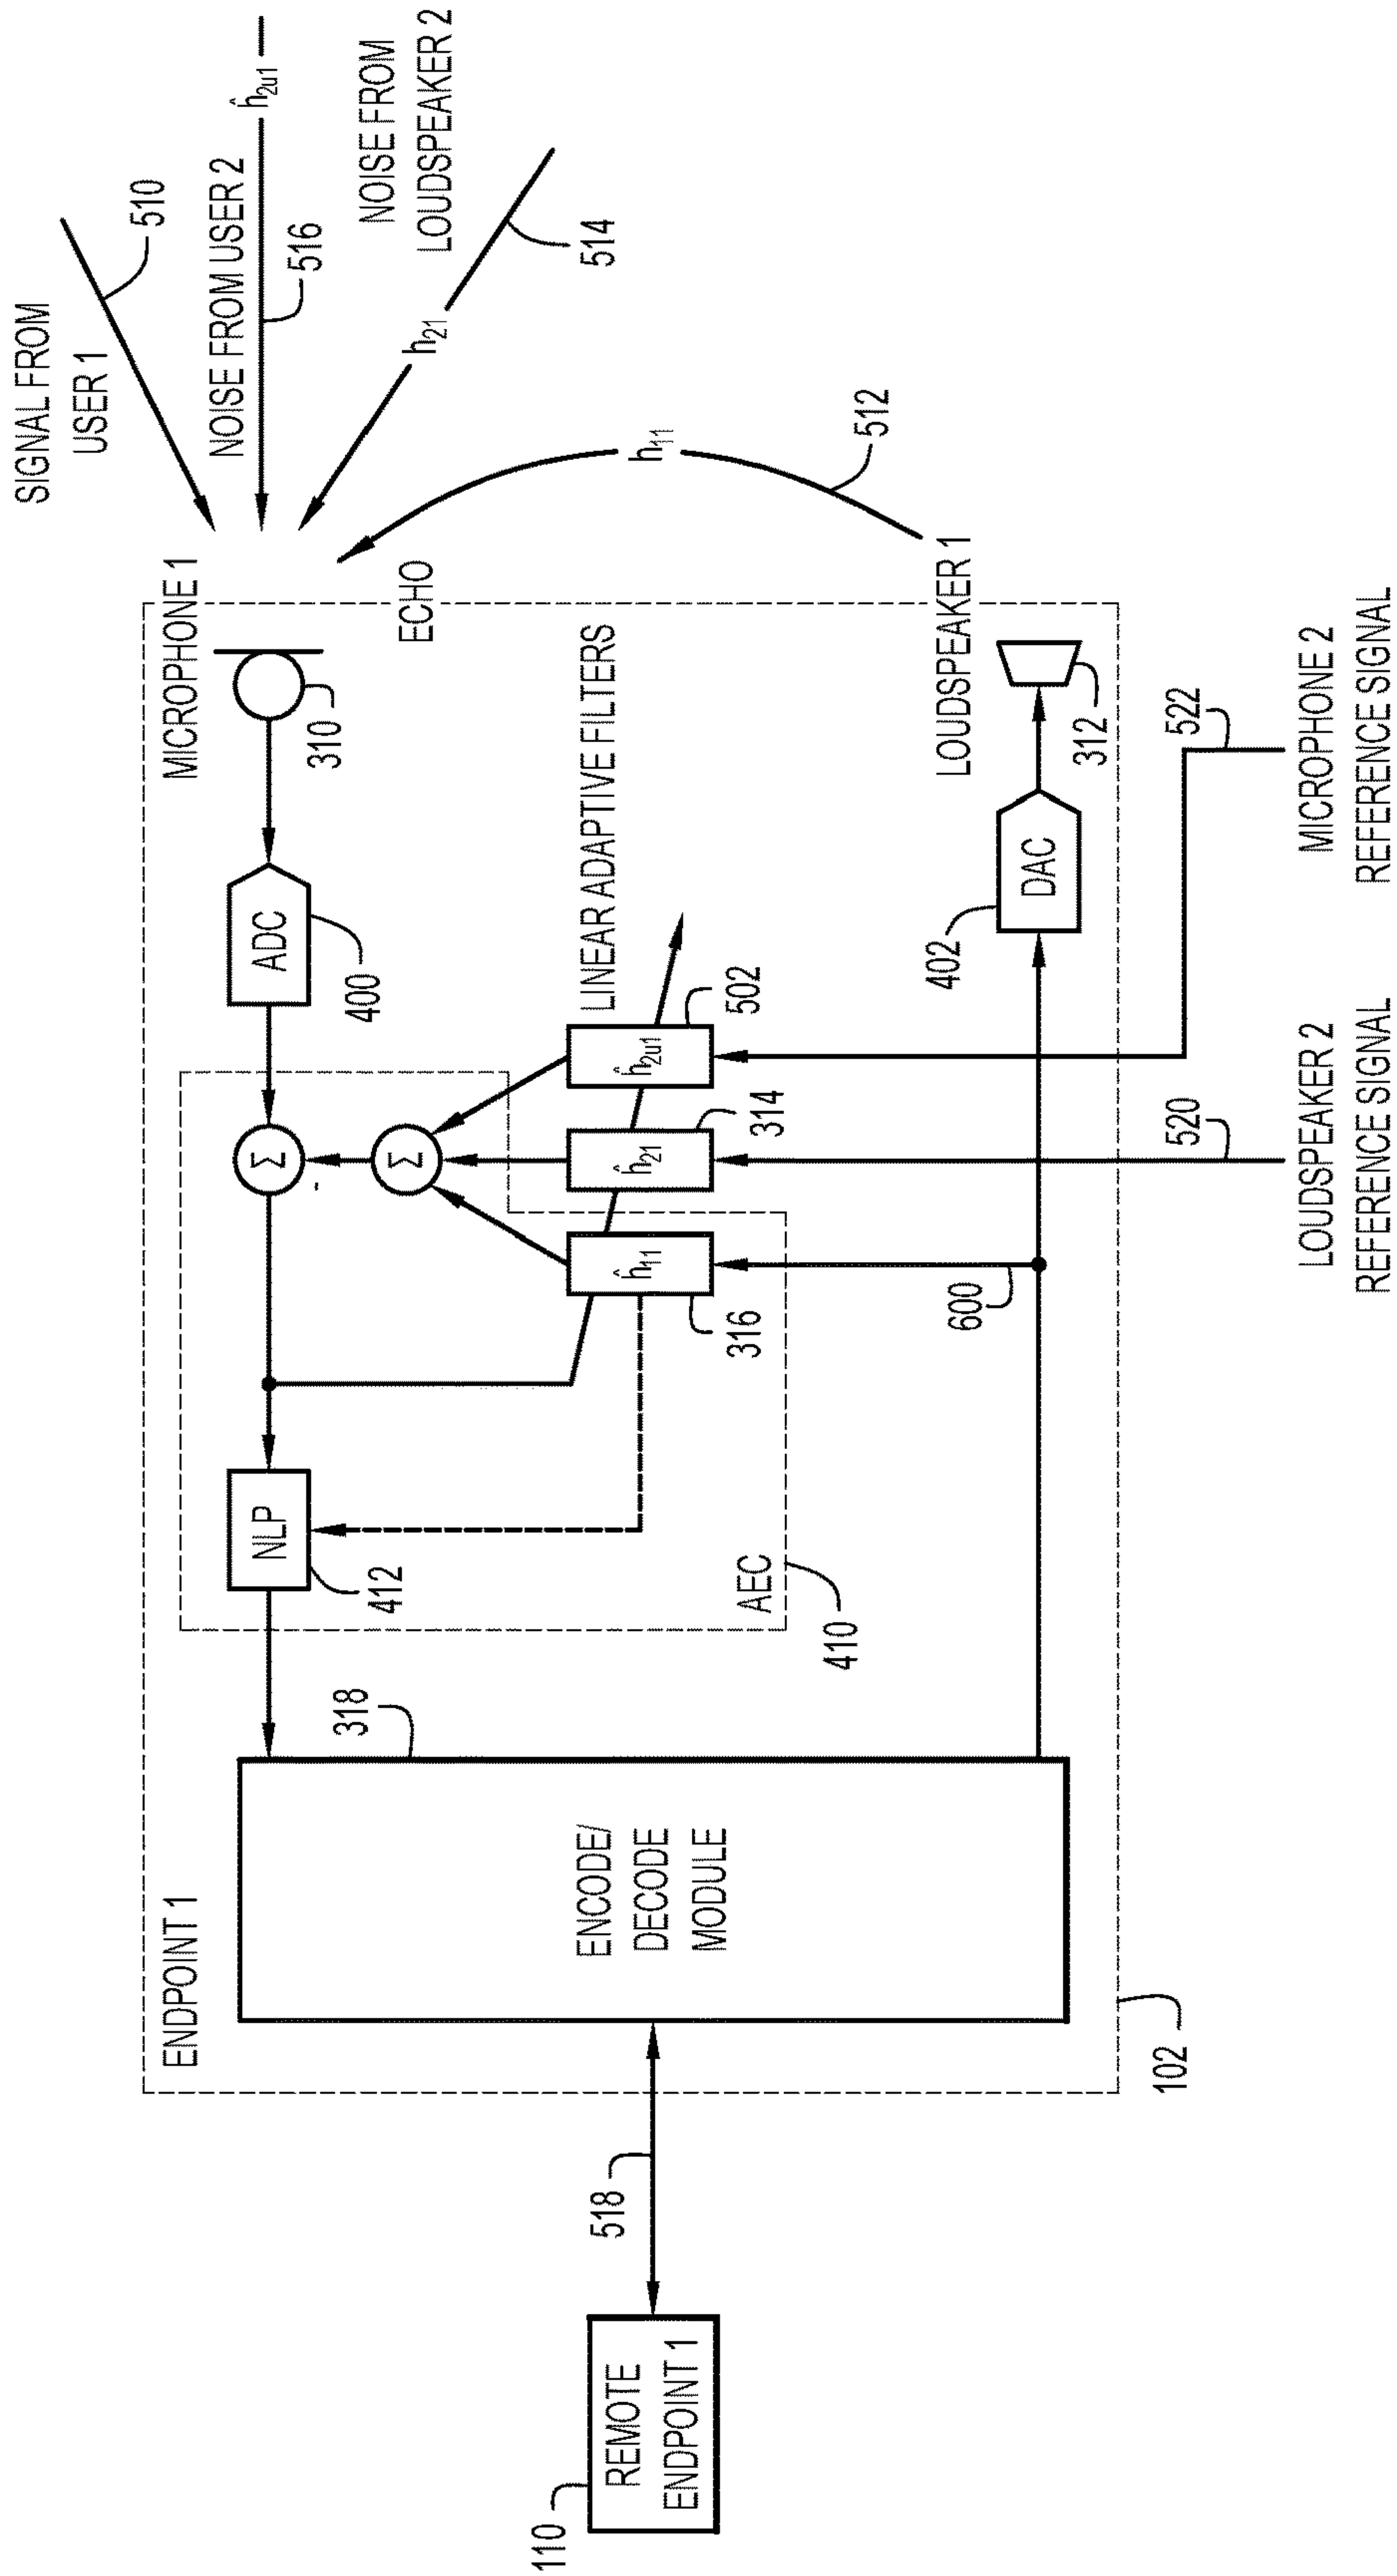 SIGNAL FROM
USER 1
510
NOISE FROM USER 2
516
ĥ2u1
NOISE FROM
LOUDSPEAKER 2
514
h21
h11
512
ENDPOINT 1
MICROPHONE 1
310
ECHO
ADC
400
Σ
Σ
LINEAR ADAPTIVE FILTERS
ĥ2u1
502
ĥ21
314
ĥ11
316
NLP
412
AEC
410
318
ENCODE/
DECODE
MODULE
LOUDSPEAKER 1
312
DAC
402
600
102
518
REMOTE
ENDPOINT 1
110
520
LOUDSPEAKER 2
REFERENCE SIGNAL
522
MICROPHONE 2
REFERENCE SIGNAL